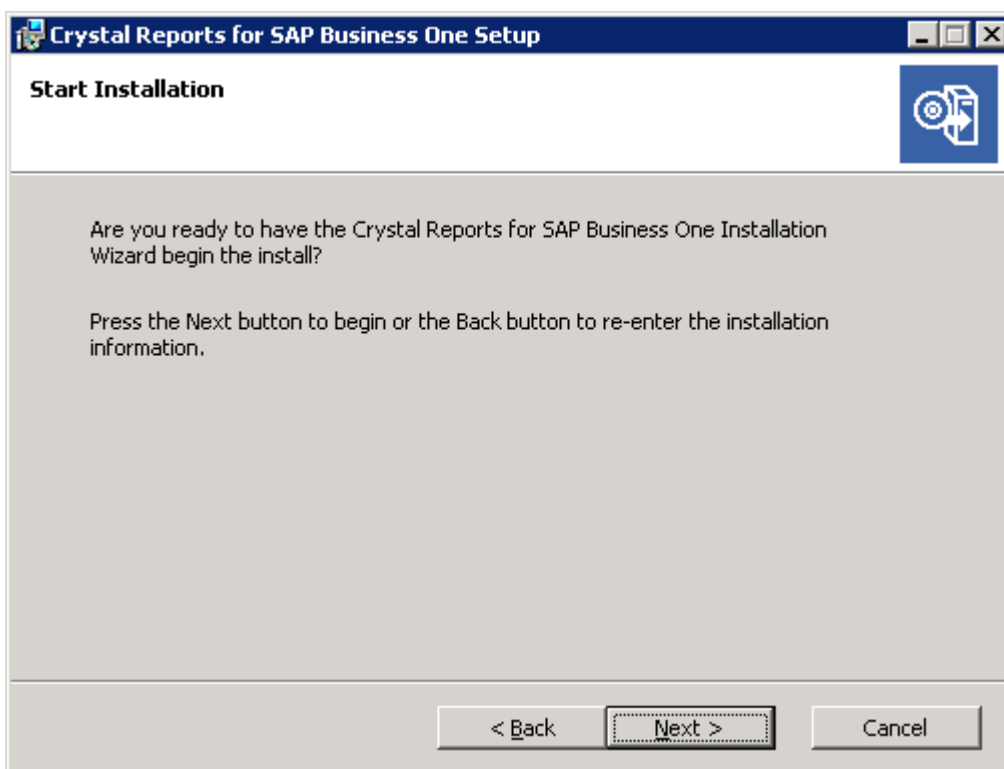 Crystal Reports for SAP Business One Setup
Start Installation
Are you ready to have the Crystal Reports for SAP Business One Installation
Wizard begin the install?
Press the Next button to begin or the Back button to re-enter the installation
information.
< Back
Next >
Cancel